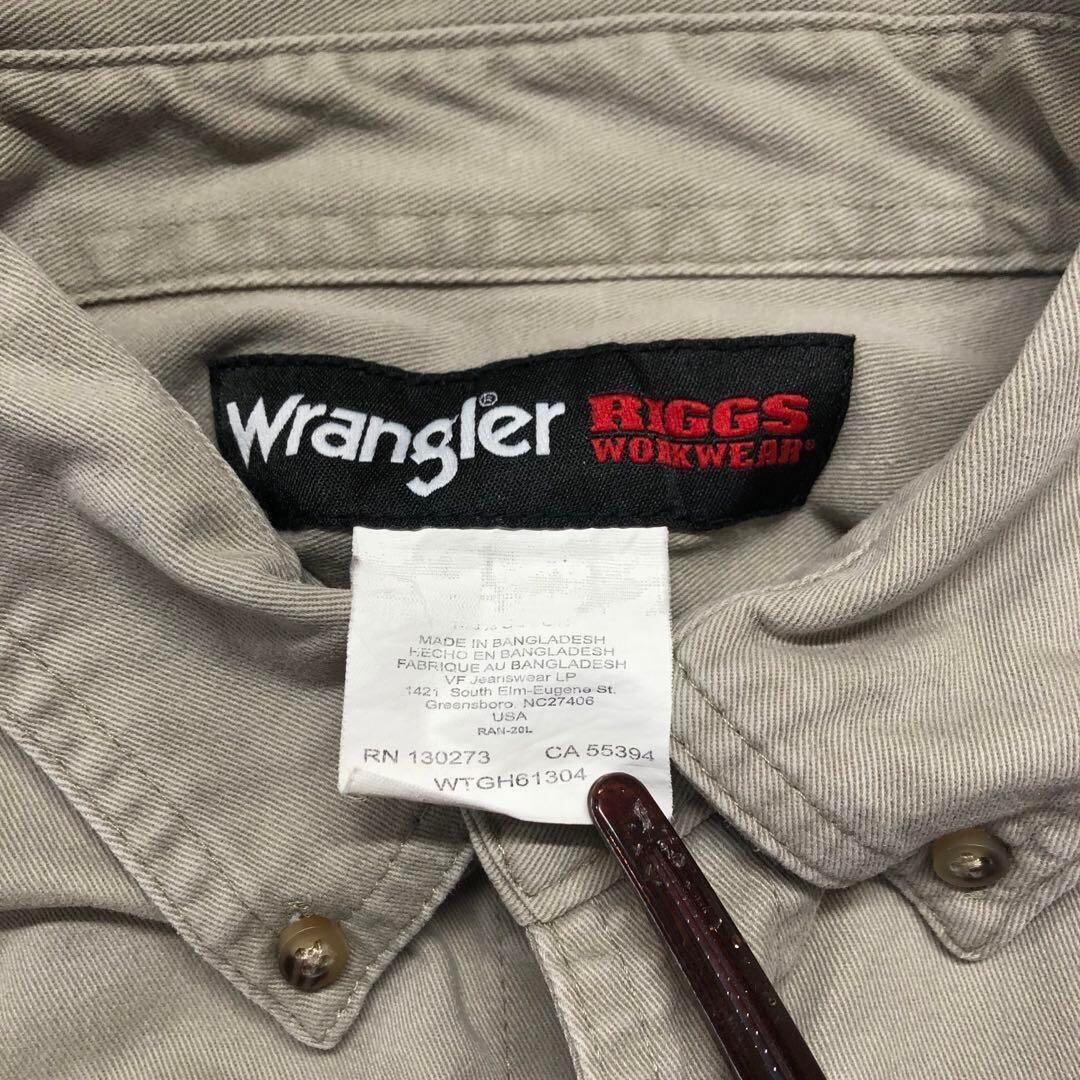 Wrangler®
RIGGS
WORKWEAR®
MADE IN BANGLADESH
HECHO EN BANGLADESH
FABRIQUE AU BANGLADESH
VF Jeanswear LP
1421 South Elm-Eugene St.
Greensboro, NC27406
USA
RAN-20L
RN 130273 CA 55394
WTGH61304